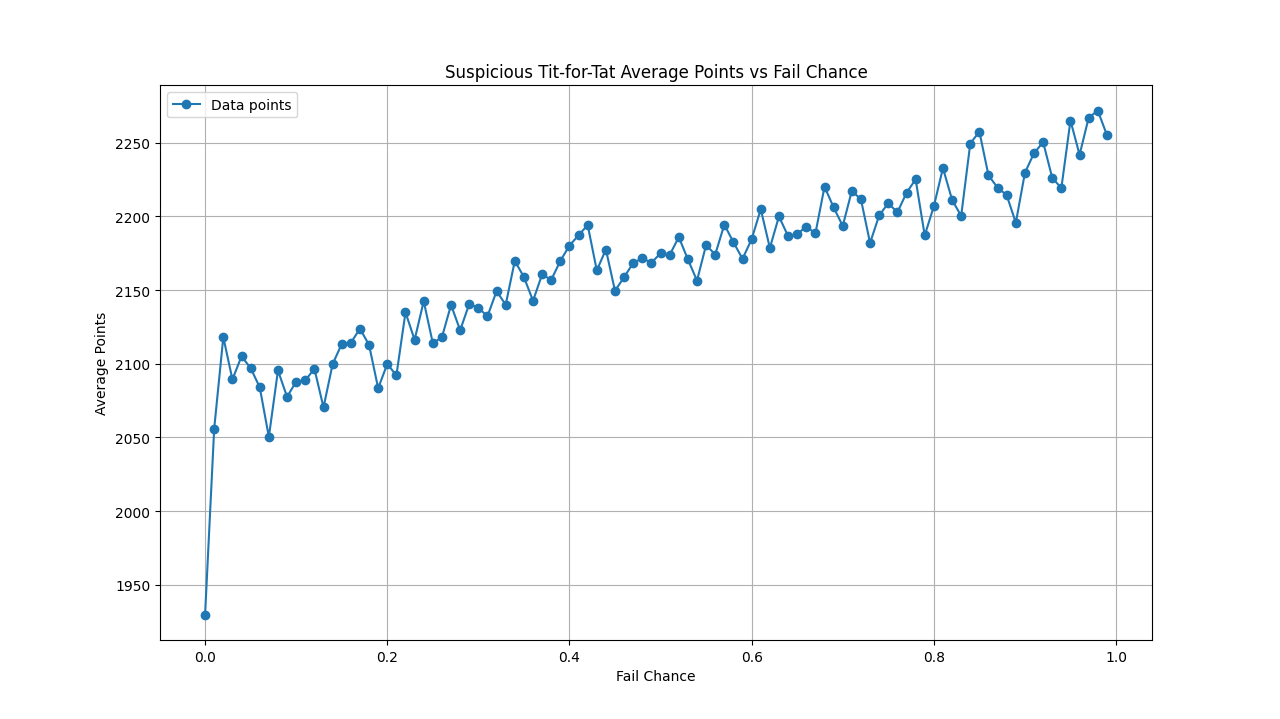 Suspicious Tit-for-Tat Average Points vs Fail Chance
Data points
2250
2200
2150
2100
2050
2000
1950
Average Points
0.0 0.2 0.4 0.6 0.8 1.0
Fail Chance